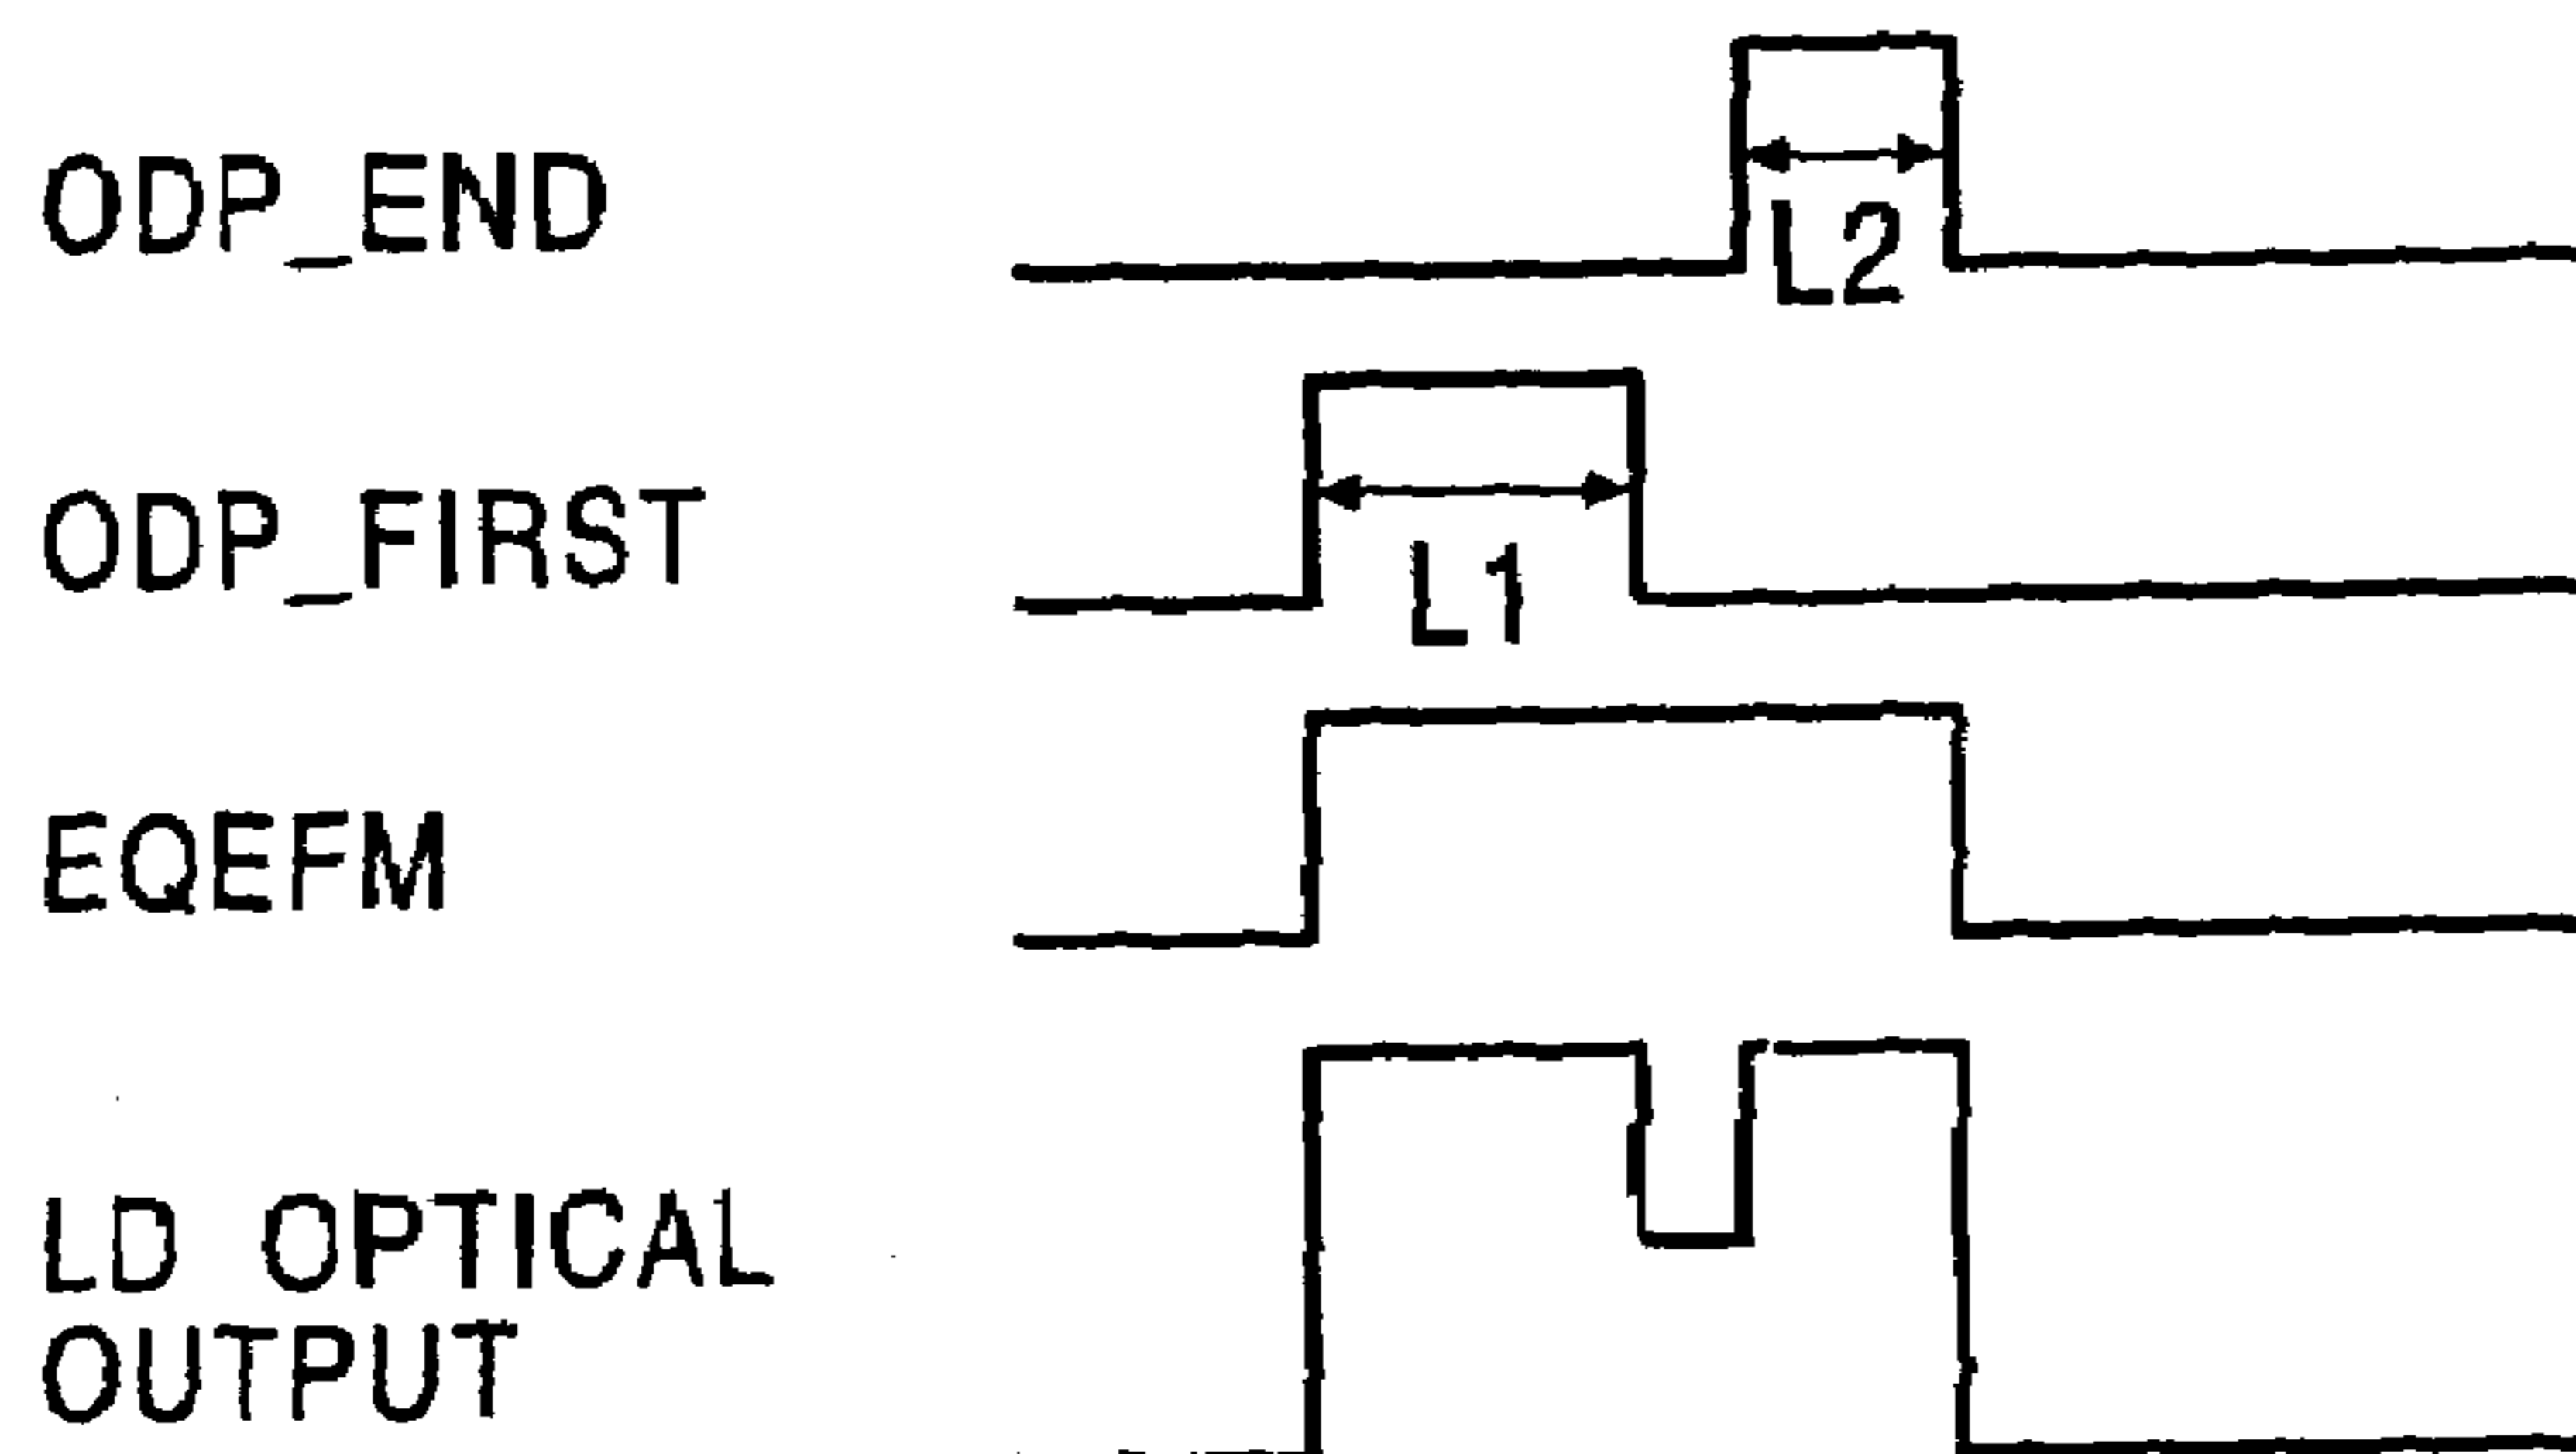 ODP_END
L2
ODP_FIRST
L1
EQEFM
LD OPTICAL
OUTPUT